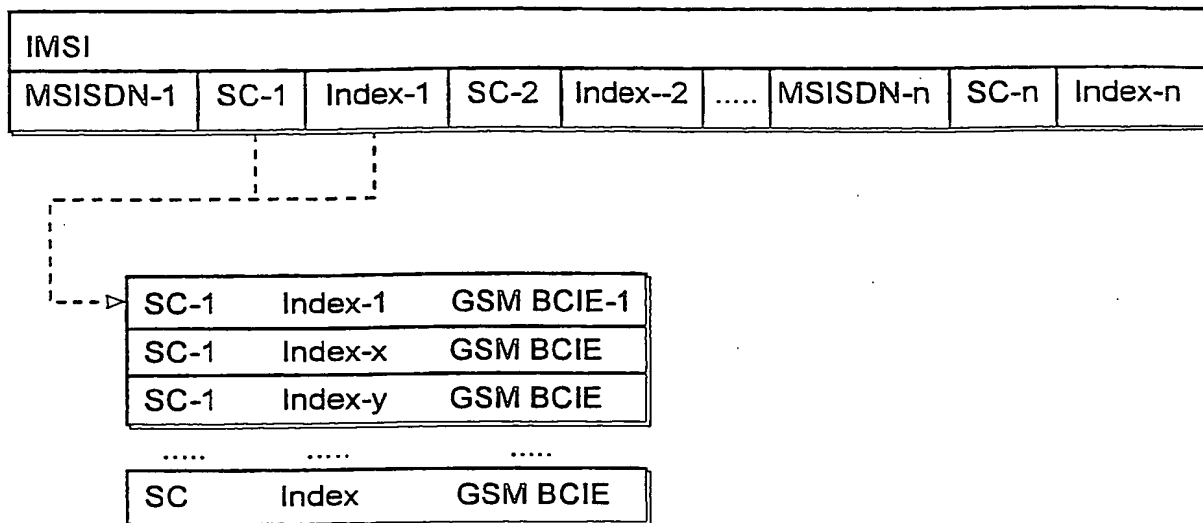 IMSI
MSISDN-1 SC-1 Index-1 SC-2 Index--2 ..... MSISDN-n SC-n Index-n
SC-1 Index-1 GSM BCIE-1
SC-1 Index-x GSM BCIE
SC-1 Index-y GSM BCIE
..... ..... .....
SC Index GSM BCIE